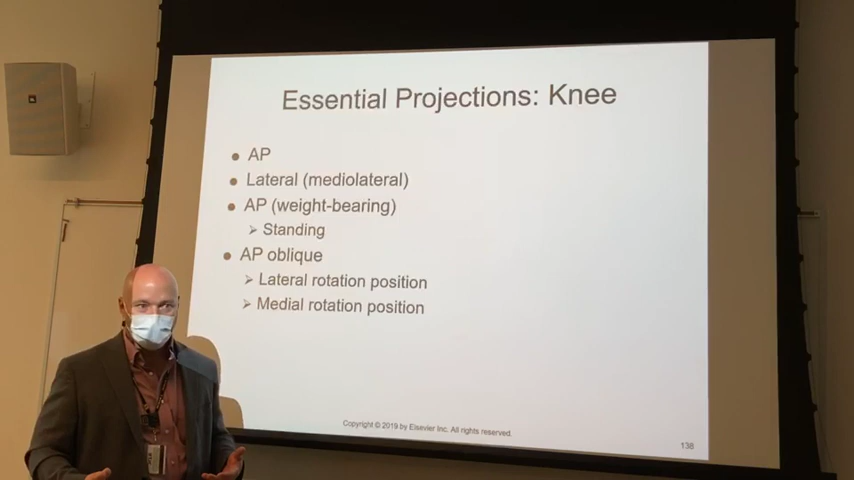 Essential Projections: Knee
● AP
● Lateral (mediolateral)
● AP (weight-bearing)
➢ Standing
● AP oblique
➢ Lateral rotation position
➢ Medial rotation position
Copyright © 2019 by Elsevier Inc. All rights reserved.
138